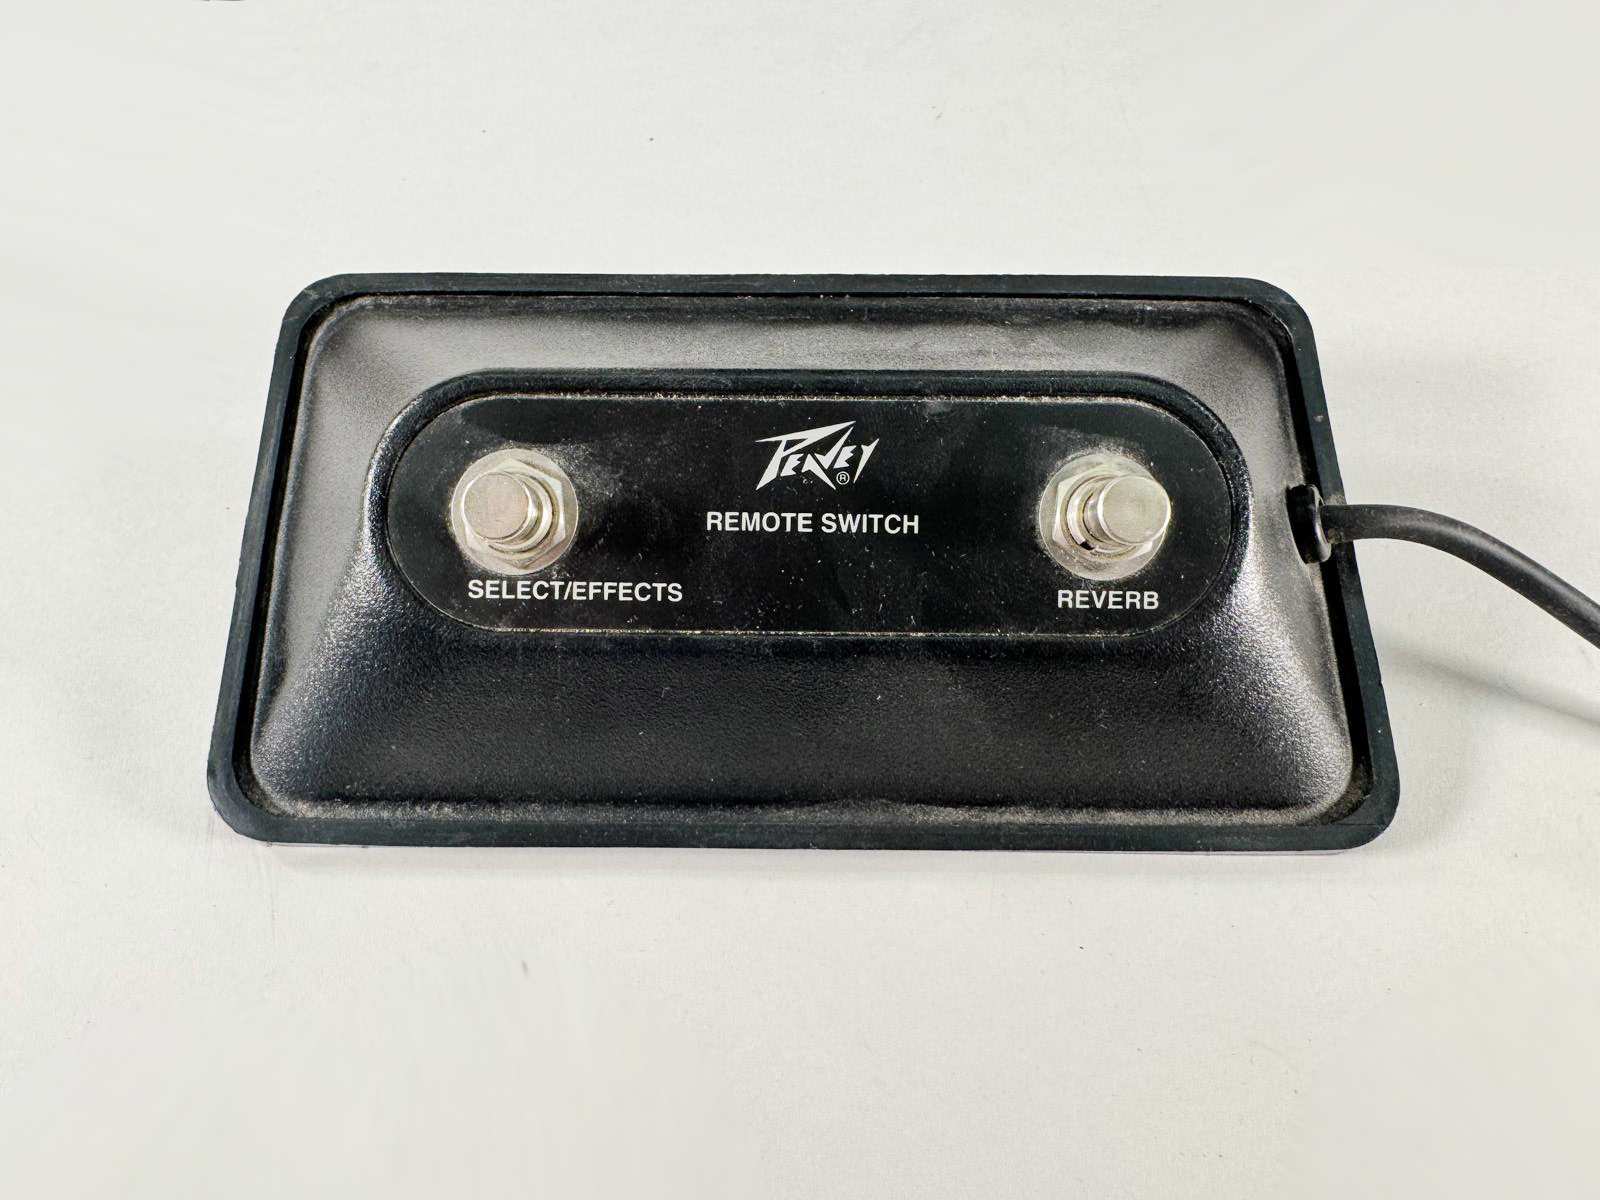 PEAVEY®
REMOTE SWITCH
SELECT/EFFECTS
REVERB